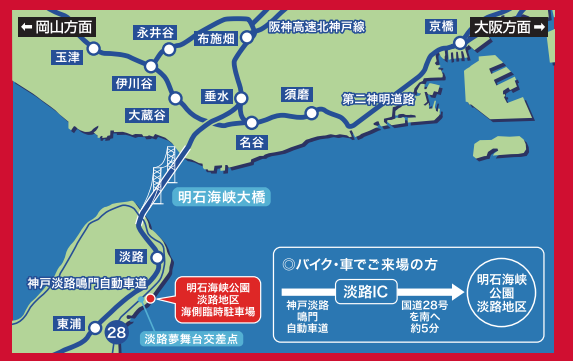 ⬅岡山方面
永井谷
布施畑
阪神高速北神戸線
京橋
大阪方面➡
玉津
伊川谷
大蔵谷
垂水
須磨
第二神明道路
名谷
明石海峡大橋
淡路
神戸淡路鳴門自動車道
明石海峡公園
淡路地区
海側臨時駐車場
東浦
28
淡路夢舞台交差点
◎バイク・車でご来場の方
神戸淡路
鳴門
自動車道
淡路IC
国道28号
を南へ
約5分
明石海峡
公園
淡路地区